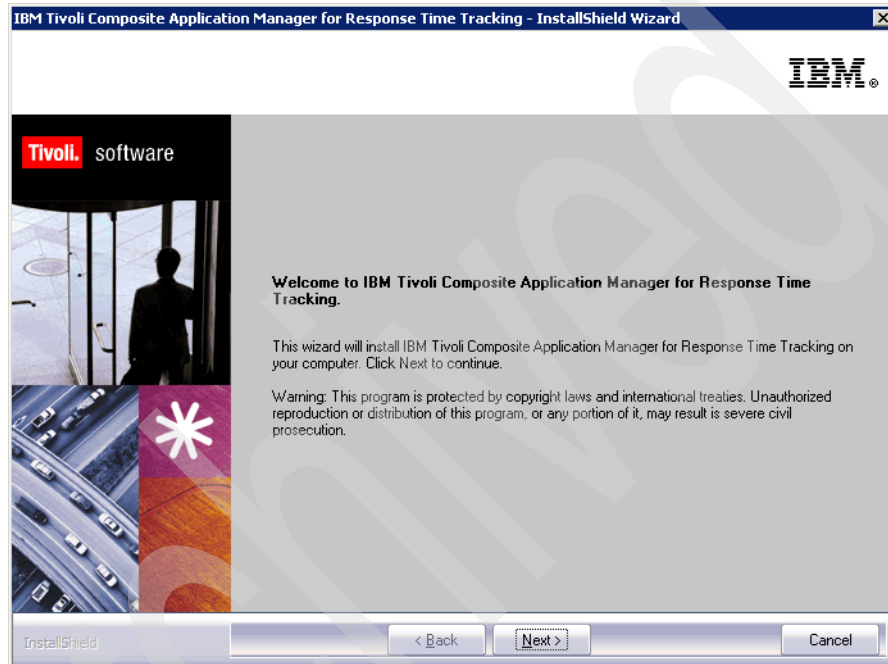 IBM Tivoli Composite Application Manager for Response Time Tracking - InstallShield Wizard
IBM®
Tivoli. software
Welcome to IBM Tivoli Composite Application Manager for Response Time
Tracking.
This wizard will install IBM Tivoli Composite Application Manager for Response Time Tracking on
your computer. Click Next to continue.
Warning: This program is protected by copyright laws and international treaties. Unauthorized
reproduction or distribution of this program, or any portion of it, may result is severe civil
prosecution.
InstallShield
< Back
Next >
Cancel